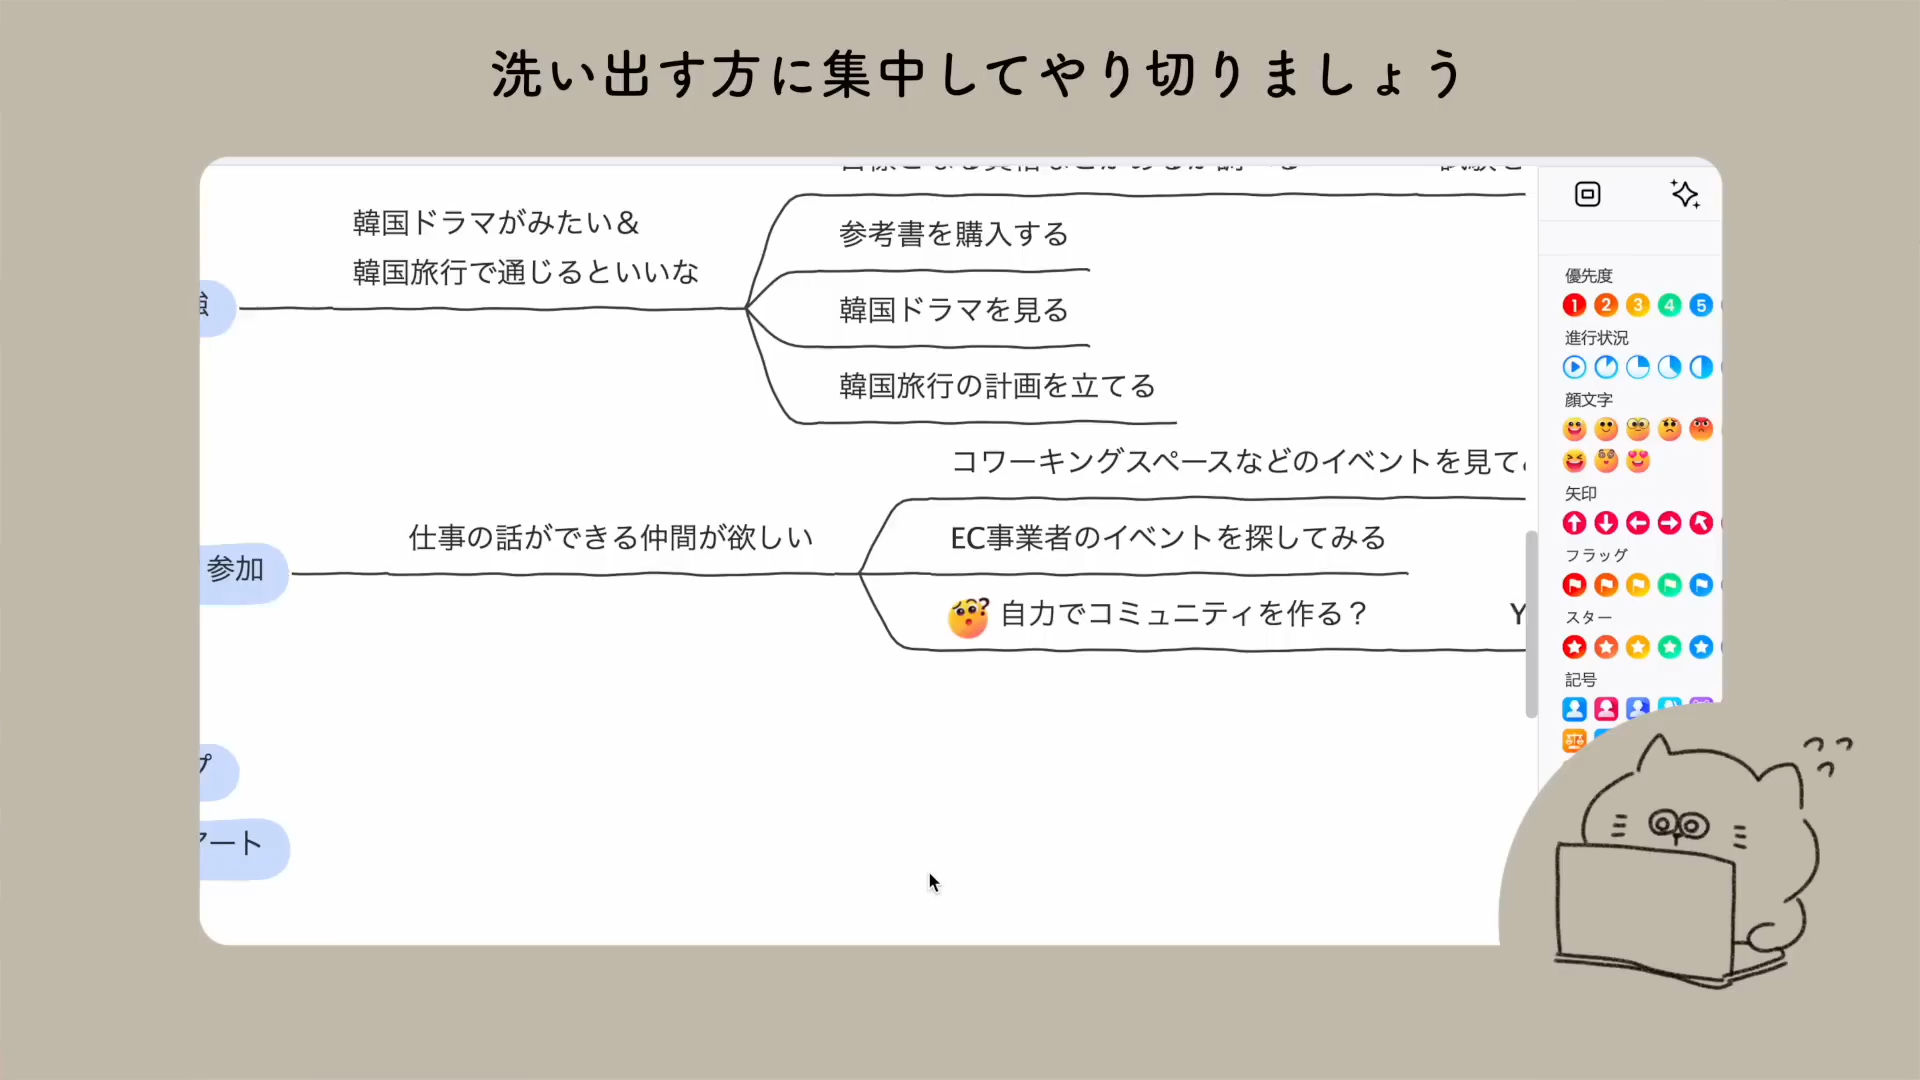 洗い出す方に集中してやり切りましょう
韓国ドラマがみたい＆
韓国旅行で通じるといいな
参考書を購入する
韓国ドラマを見る
韓国旅行の計画を立てる
参加
仕事の話ができる仲間が欲しい
コワーキングスペースなどのイベントを見て
EC事業者のイベントを探してみる
自力でコミュニティを作る？
Y
ート
優先度
1 2 3 4 5
進行状況
顔文字
矢印
フラッグ
スター
記号